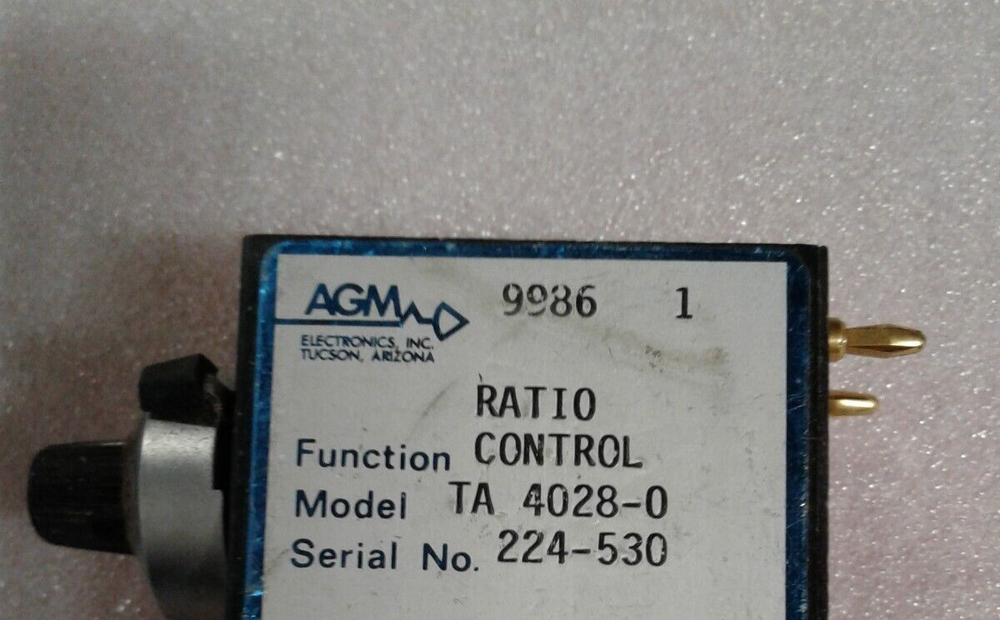 AGM 9986 1
ELECTRONICS, INC.
TUCSON, ARIZONA
RATIO
Function CONTROL
Model TA 4028-0
Serial No. 224-530